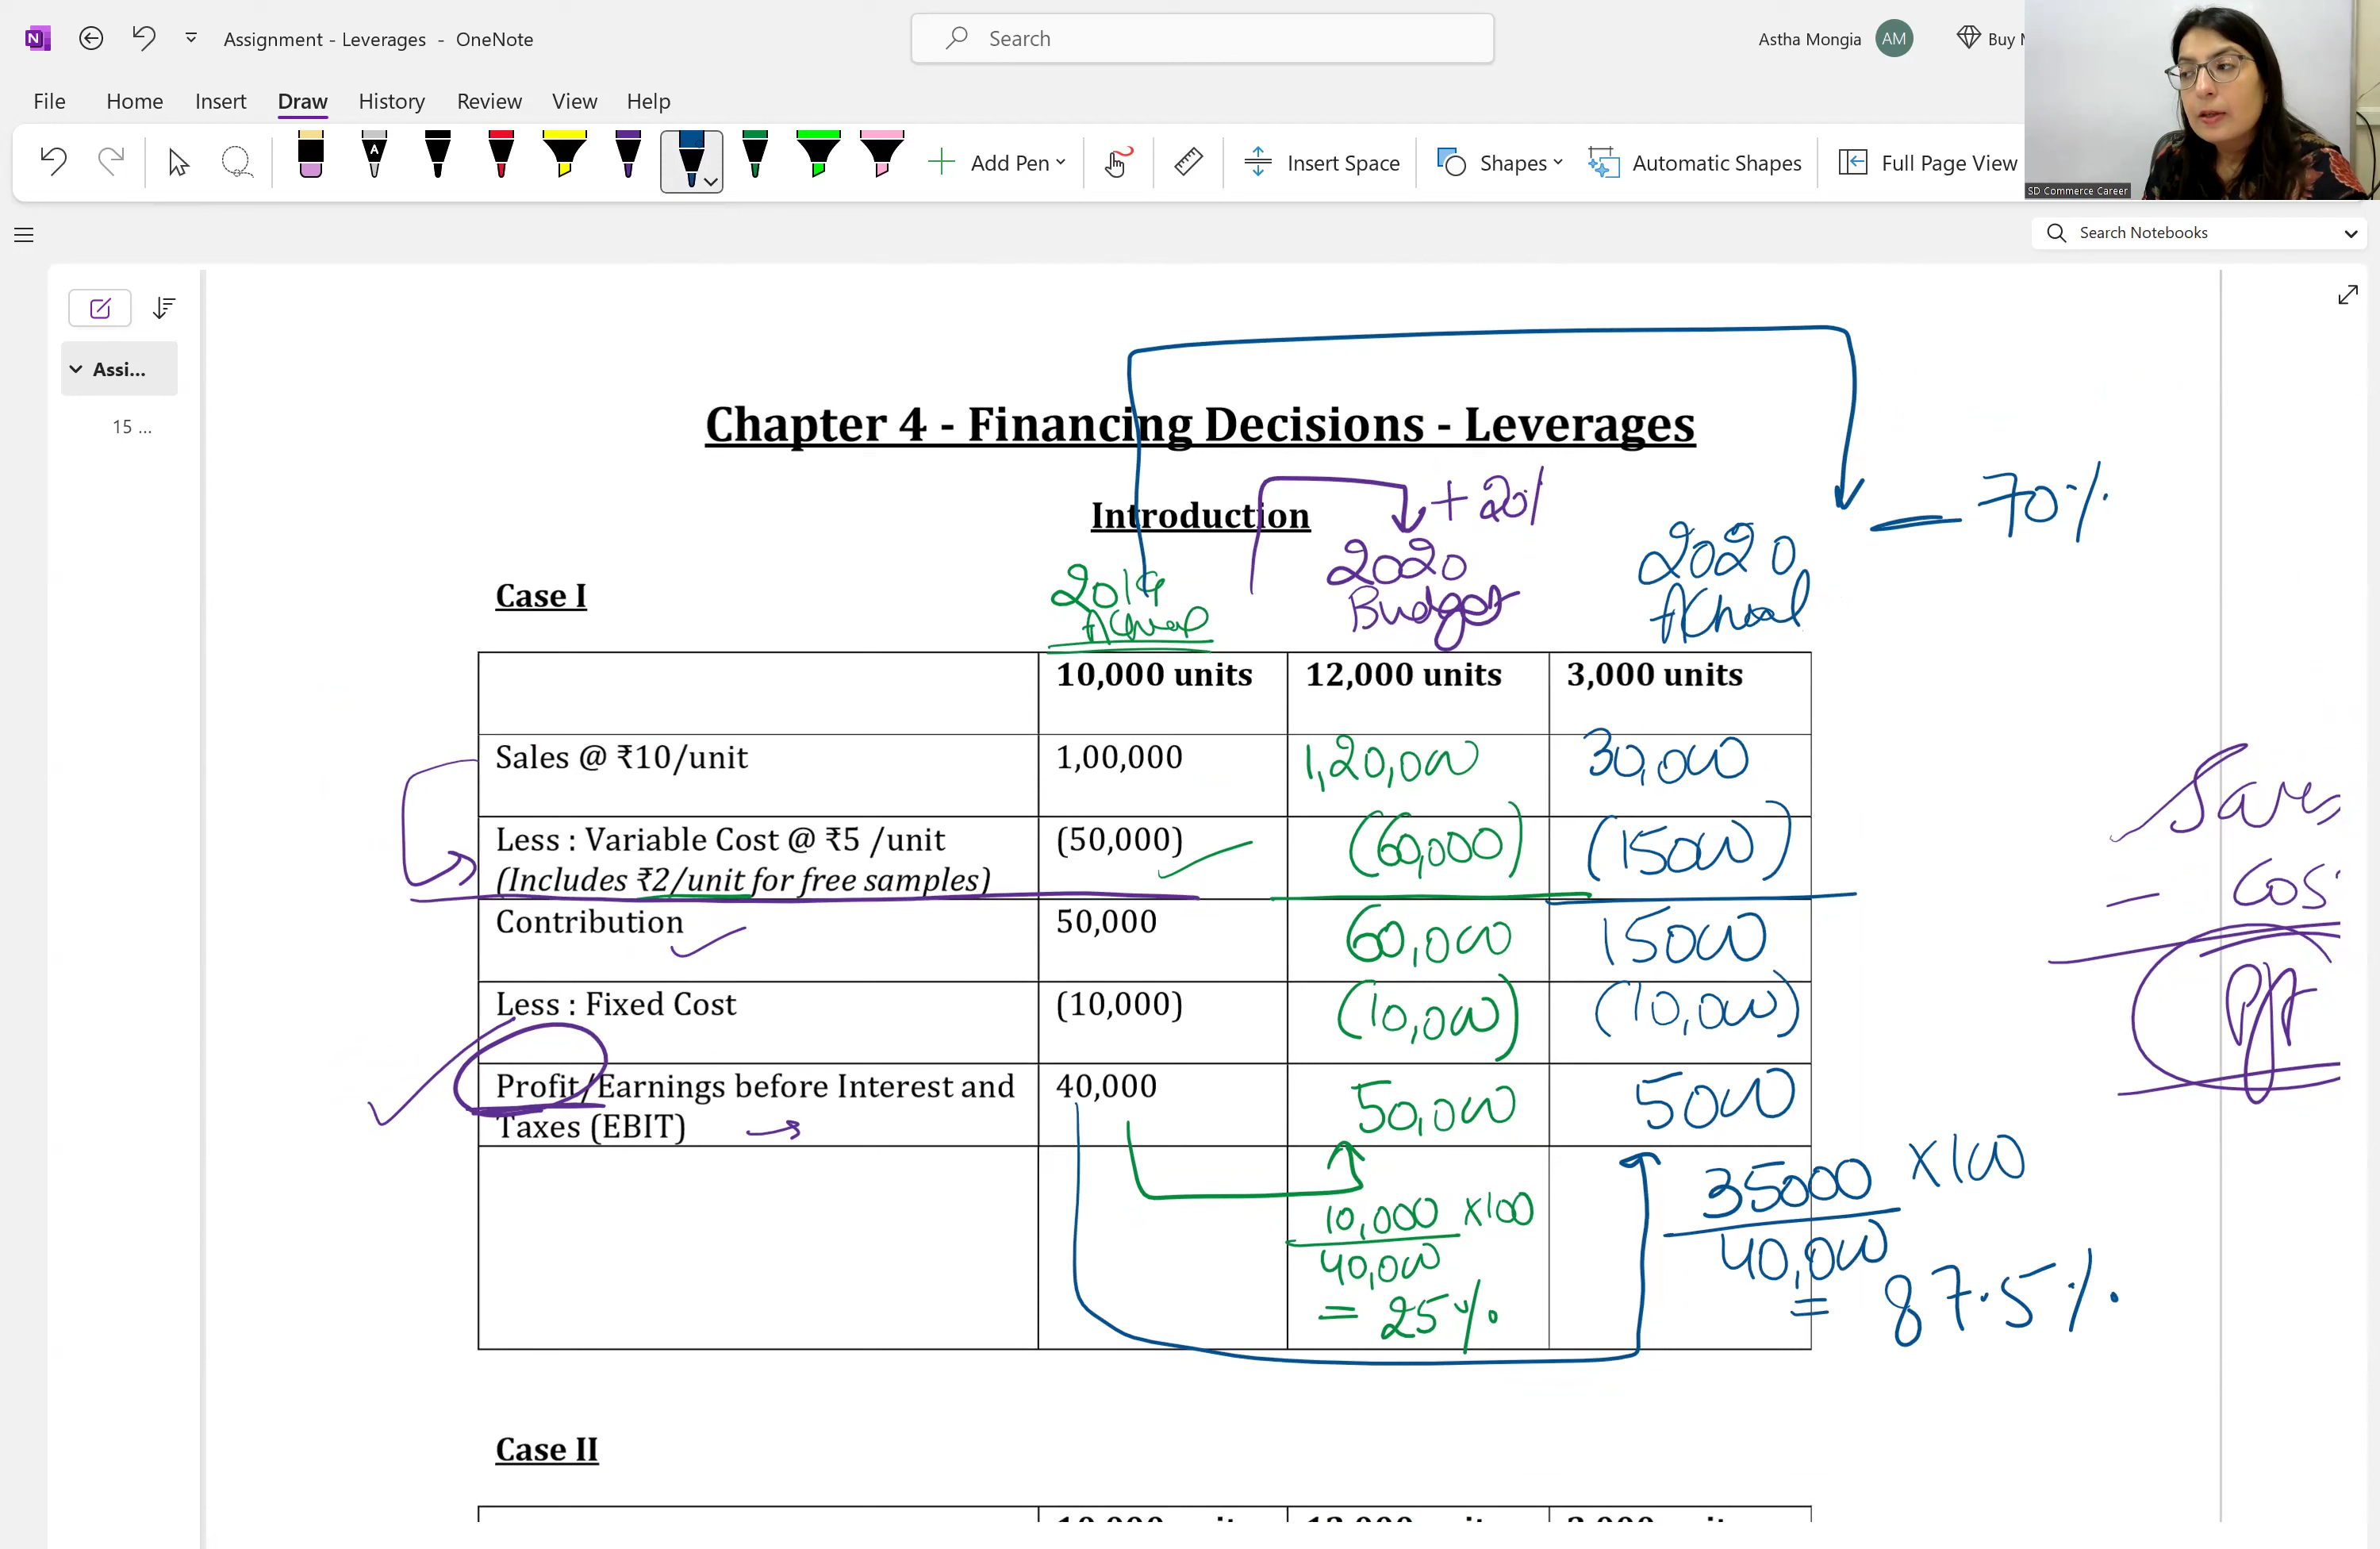 Assignment - Leverages - OneNote
Search
Astha Mongia AM
Buy
SD Commerce Career
File Home Insert Draw History Review View Help
Add Pen Insert Space Shapes Automatic Shapes Full Page View
Search Notebooks
Assi...
15 ...
Chapter 4 - Financing Decisions - Leverages
Introduction
+ 20%
— 70%
Case I
2019 Actual
2020 Budget
2020 Actual
10,000 units 12,000 units 3,000 units
Sales @ ₹10/unit 1,00,000 1,20,000 30,000
Less : Variable Cost @ ₹5 /unit (50,000) (60,000) (15000)
(Includes ₹2/unit for free samples)
Contribution 50,000 60,000 15000
Less : Fixed Cost (10,000) (10,000) (10,000)
Profit/Earnings before Interest and 40,000 50,000 5000
Taxes (EBIT)
Sales
- Cos
10,000 ×100
40,000
= 25%
35000 ×100
40,000
= 87.5%
Case II